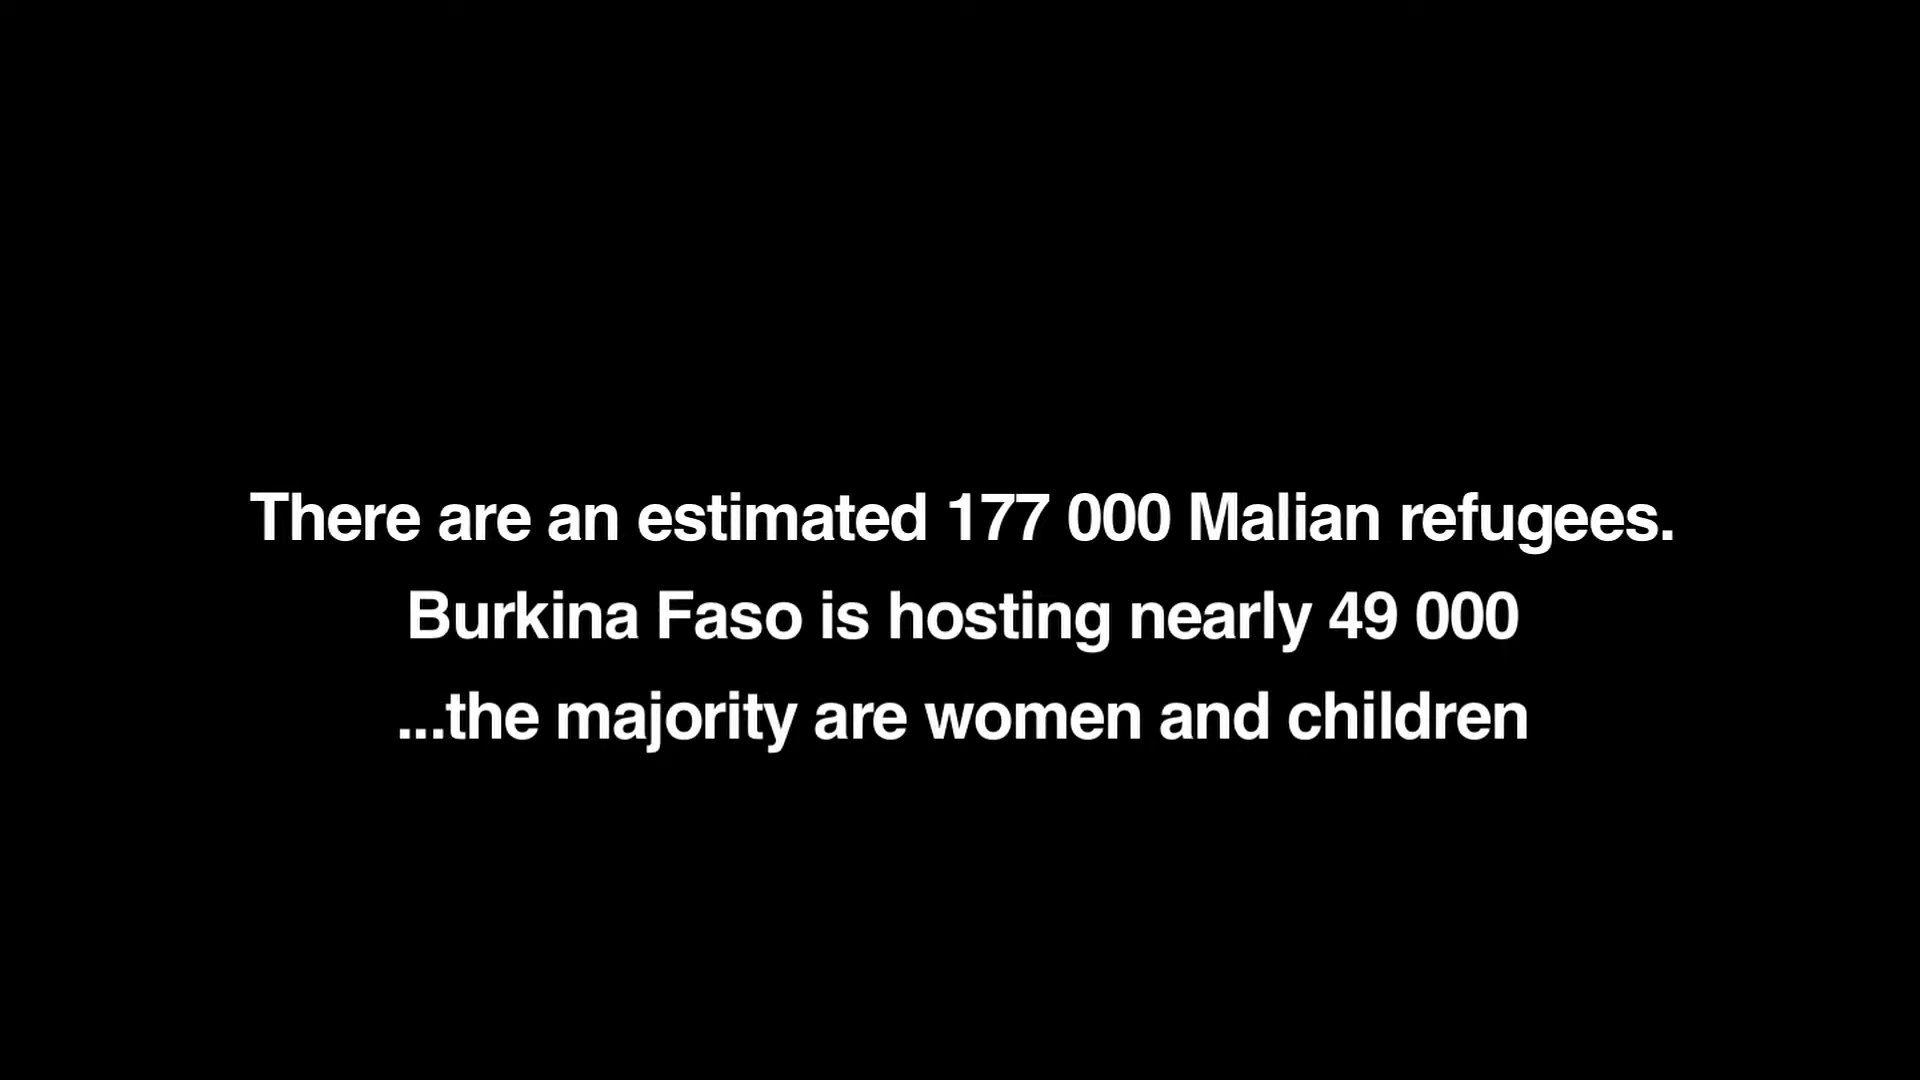 There are an estimated 177 000 Malian refugees.
Burkina Faso is hosting nearly 49 000
...the majority are women and children